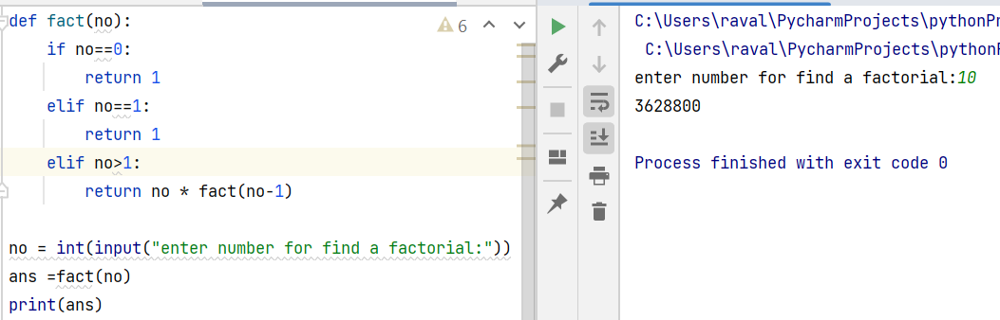 def fact(no):
if no==0:
return 1
elif no==1:
return 1
elif no>1:
return no * fact(no-1)
no = int(input("enter number for find a factorial:"))
ans =fact(no)
print(ans)
6
C:\Users\raval\PycharmProjects\pythonPr
C:\Users\raval\PycharmProjects\pythonP
enter number for find a factorial:10
3628800
Process finished with exit code 0